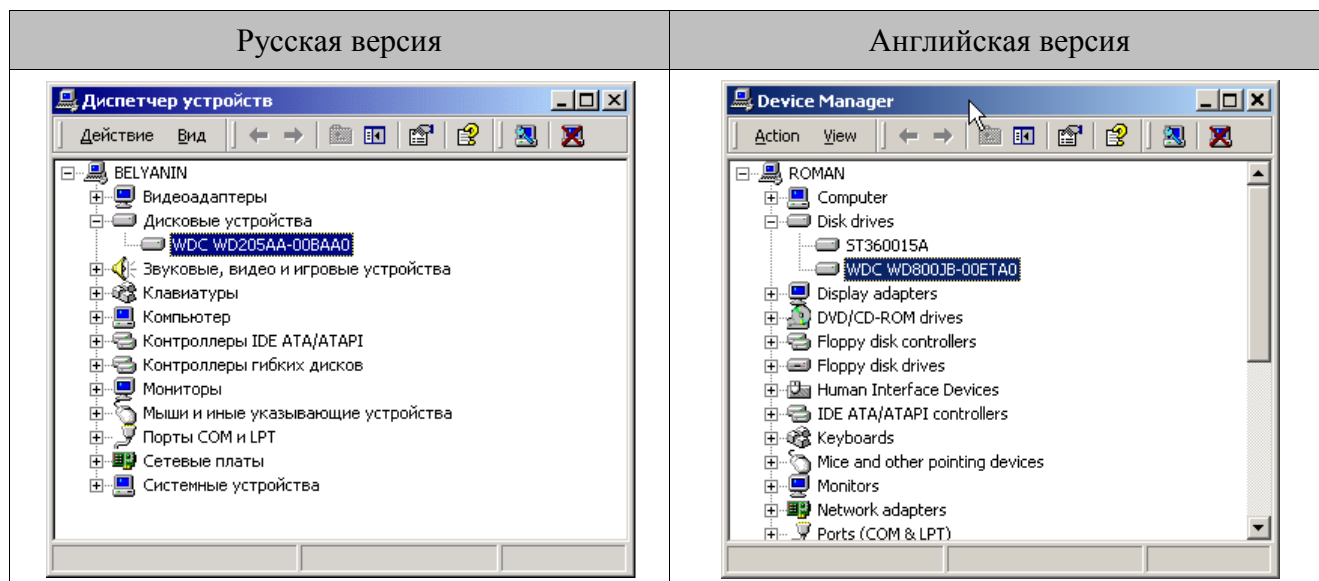 Русская версия
Английская версия
Диспетчер устройств
Действие Вид
BELYANIN
Видеоадаптеры
Дисковые устройства
WDC WD205AA-00BAA0
Звуковые, видео и игровые устройства
Клавиатуры
Компьютер
Контроллеры IDE ATA/ATAPI
Контроллеры гибких дисков
Мониторы
Мыши и иные указывающие устройства
Порты COM и LPT
Сетевые платы
Системные устройства
Device Manager
Action View
ROMAN
Computer
Disk drives
ST360015A
WDC WD800JB-00ETA0
Display adapters
DVD/CD-ROM drives
Floppy disk controllers
Floppy disk drives
Human Interface Devices
IDE ATA/ATAPI controllers
Keyboards
Mice and other pointing devices
Monitors
Network adapters
Ports (COM & LPT)